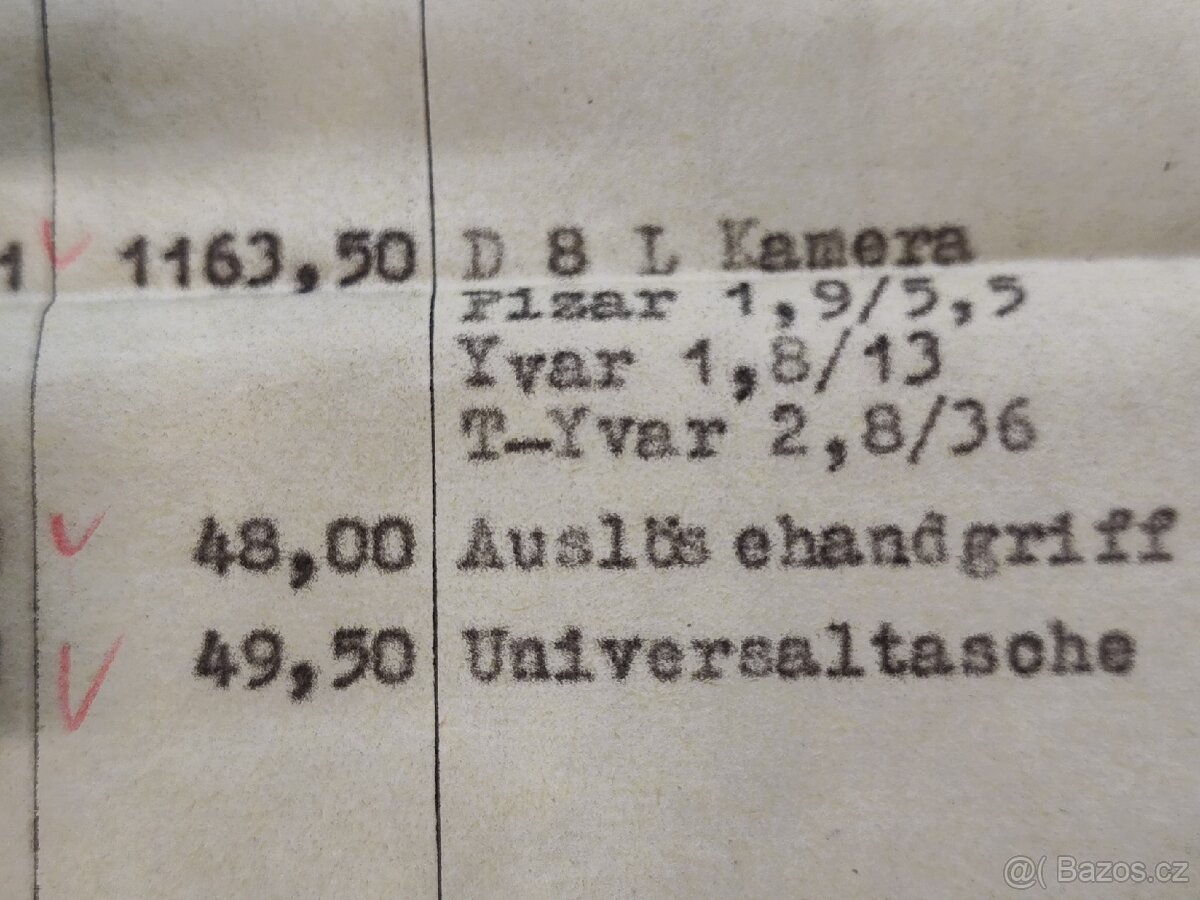 1 1163,50 D 8 L Kamera
Pizar 1,9/5,5
Yvar 1,8/13
T-Yvar 2,8/36
48,00 Auslösehandgriff
49,50 Universaltasche
@( Bazos.cz